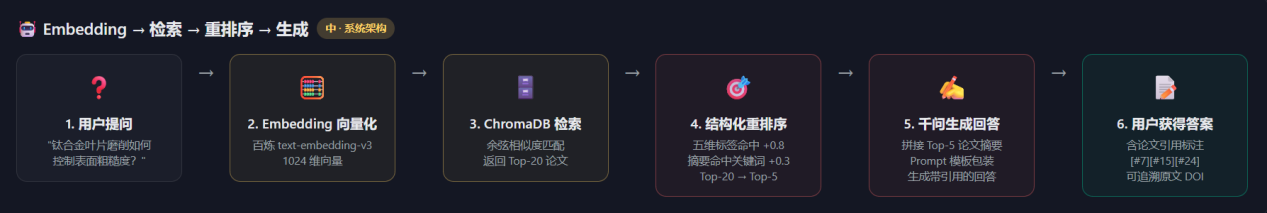 Embedding → 检索 → 重排序 → 生成 中 · 系统架构
1. 用户提问
"钛合金叶片磨削如何
控制表面粗糙度？"
→
2. Embedding 向量化
百炼 text-embedding-v3
1024 维向量
→
3. ChromaDB 检索
余弦相似度匹配
返回 Top-20 论文
→
4. 结构化重排序
五维标签命中 +0.8
摘要命中关键词 +0.3
Top-20 → Top-5
→
5. 千问生成回答
拼接 Top-5 论文摘要
Prompt 模板包装
生成带引用的回答
→
6. 用户获得答案
含论文引用标注
[#7][#15][#24]
可追溯原文 DOI